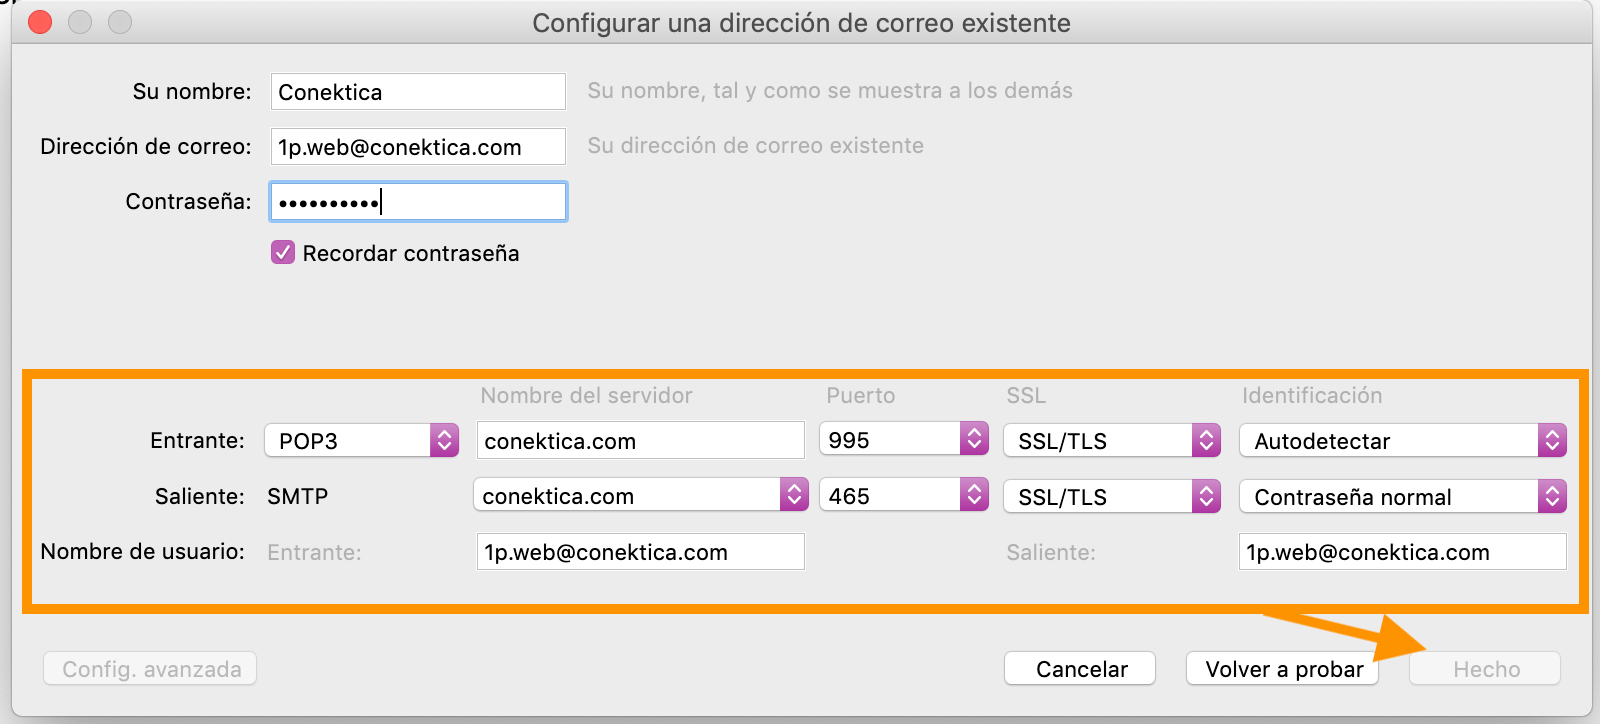 Configurar una dirección de correo existente
Su nombre: Conektica Su nombre, tal y como se muestra a los demás
Dirección de correo: 1p.web@conektica.com Su dirección de correo existente
Contraseña: ••••••••••
Recordar contraseña
Nombre del servidor Puerto SSL Identificación
Entrante: POP3 conektica.com 995 SSL/TLS Autodetectar
Saliente: SMTP conektica.com 465 SSL/TLS Contraseña normal
Nombre de usuario: Entrante: 1p.web@conektica.com Saliente: 1p.web@conektica.com
Config. avanzada Cancelar Volver a probar Hecho